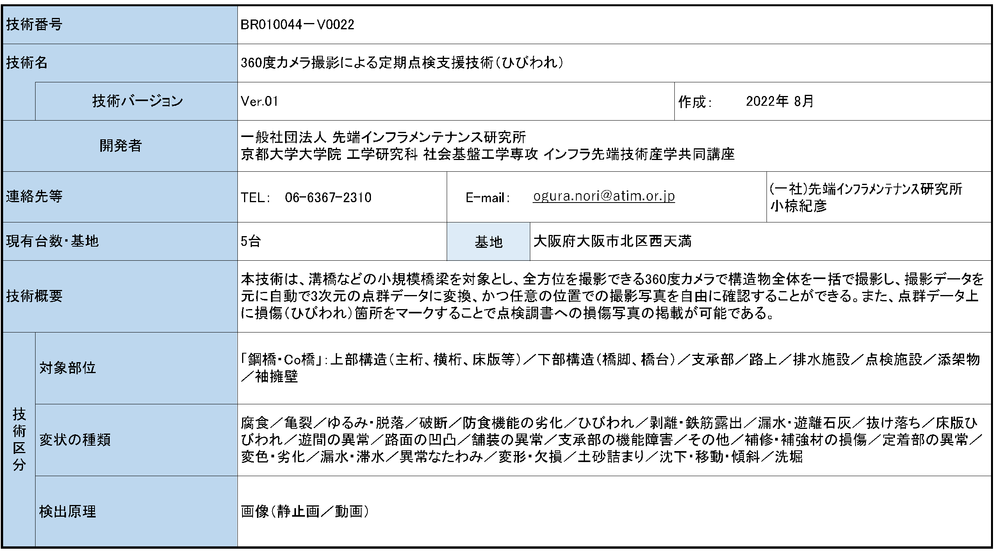 技術番号
BR010044－V0022
技術名
360度カメラ撮影による定期点検支援技術（ひびわれ）
技術バージョン
Ver.01
作成：
2022年 8月
開発者
一般社団法人 先端インフラメンテナンス研究所
京都大学大学院 工学研究科 社会基盤工学専攻 インフラ先端技術産学共同講座
連絡先等
TEL： 06-6367-2310
E-mail： ogura.nori@atim.or.jp
(一社)先端インフラメンテナンス研究所
小椋紀彦
現有台数・基地
5台
基地
大阪府大阪市北区西天満
技術概要
本技術は、溝橋などの小規模橋梁を対象とし、全方位を撮影できる360度カメラで構造物全体を一括で撮影し、撮影データを
元に自動で3次元の点群データに変換、かつ任意の位置での撮影写真を自由に確認することができる。また、点群データ上
に損傷（ひびわれ）箇所をマークすることで点検調書への損傷写真の掲載が可能である。
技術区分
対象部位
「鋼橋・Co橋」：上部構造（主桁、横桁、床版等）／下部構造（橋脚、橋台）／支承部／路上／排水施設／点検施設／添架物
／袖擁壁
変状の種類
腐食／亀裂／ゆるみ・脱落／破断／防食機能の劣化／ひびわれ／剥離・鉄筋露出／漏水・遊離石灰／抜け落ち／床版ひ
びわれ／遊間の異常／路面の凹凸／舗装の異常／支承部の機能障害／その他／補修・補強材の損傷／定着部の異常／
変色・劣化／漏水・滞水／異常なたわみ／変形・欠損／土砂詰まり／沈下・移動・傾斜／洗堀
検出原理
画像（静止画／動画）